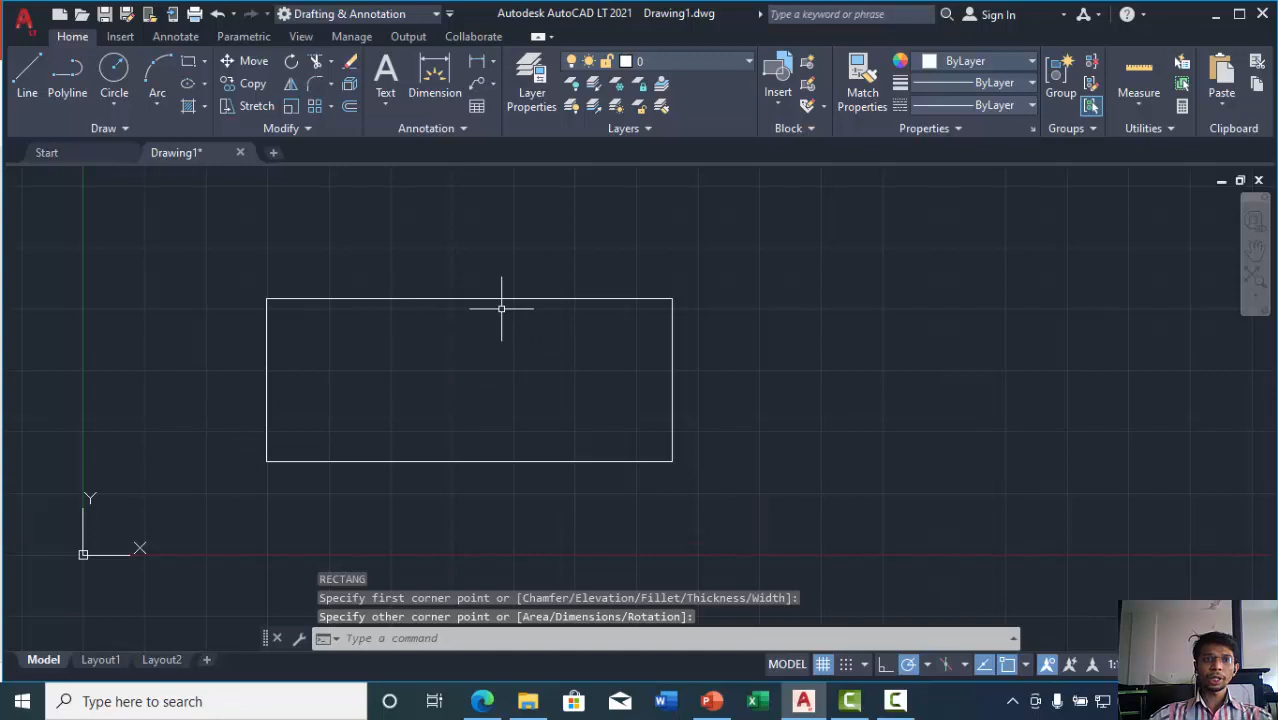 Drafting & Annotation
Autodesk AutoCAD LT 2021 Drawing1.dwg
Type a keyword or phrase
Sign In
Home Insert Annotate Parametric View Manage Output Collaborate
Line Polyline Circle Arc
Move
Copy
Stretch
Text Dimension
Layer Properties
0
Insert
Match Properties
ByLayer
ByLayer
ByLayer
Group
Measure
Paste
Draw Modify Annotation Layers Block Properties Groups Utilities Clipboard
Start Drawing1*
Y
X
RECTANG
Specify first corner point or [Chamfer/Elevation/Fillet/Thickness/Width]:
Specify other corner point or [Area/Dimensions/Rotation]:
Type a command
Model Layout1 Layout2
MODEL
Type here to search